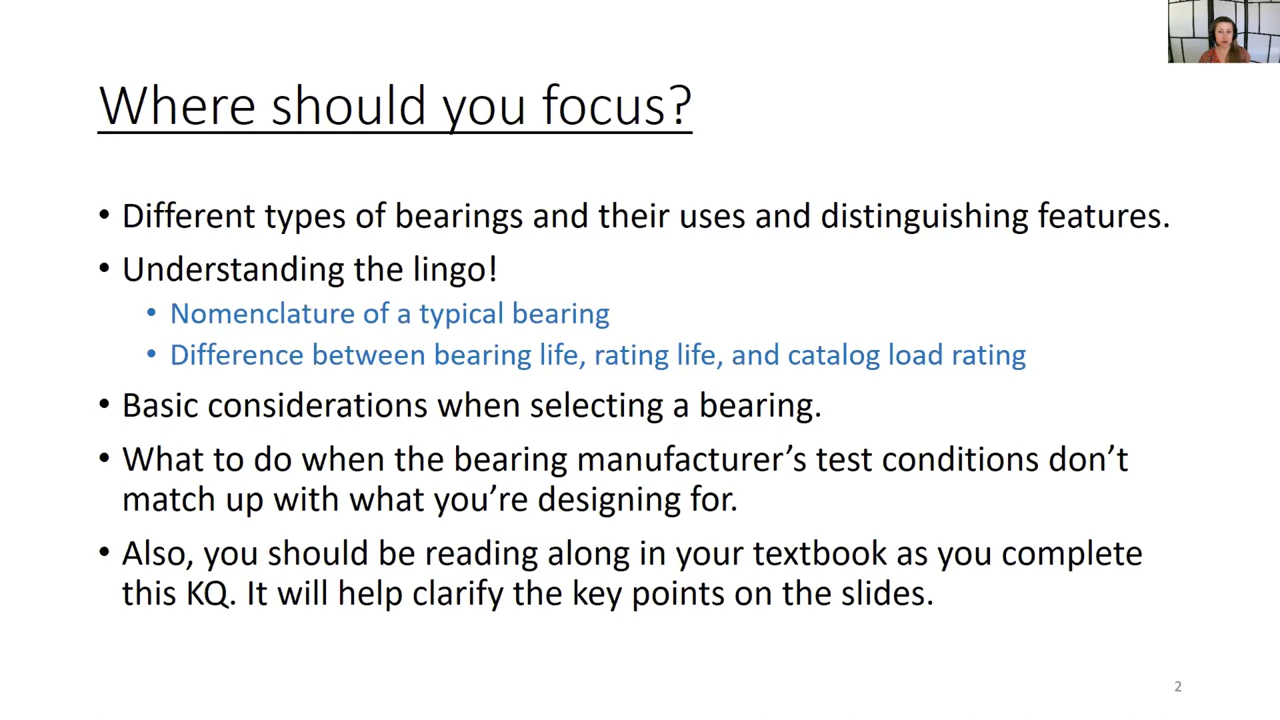 Where should you focus?
• Different types of bearings and their uses and distinguishing features.
• Understanding the lingo!
• Nomenclature of a typical bearing
• Difference between bearing life, rating life, and catalog load rating
• Basic considerations when selecting a bearing.
• What to do when the bearing manufacturer’s test conditions don’t
match up with what you’re designing for.
• Also, you should be reading along in your textbook as you complete
this KQ. It will help clarify the key points on the slides.
2